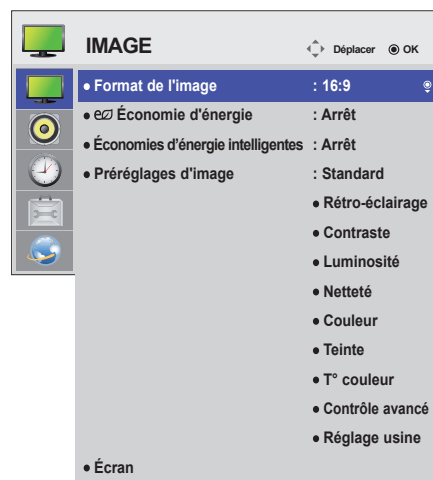 IMAGE Déplacer OK
● Format de l'image : 16:9
● Économie d'énergie : Arrêt
● Économies d’énergie intelligentes : Arrêt
● Préréglages d'image : Standard
● Rétro-éclairage
● Contraste
● Luminosité
● Netteté
● Couleur
● Teinte
● T° couleur
● Contrôle avancé
● Réglage usine
● Écran